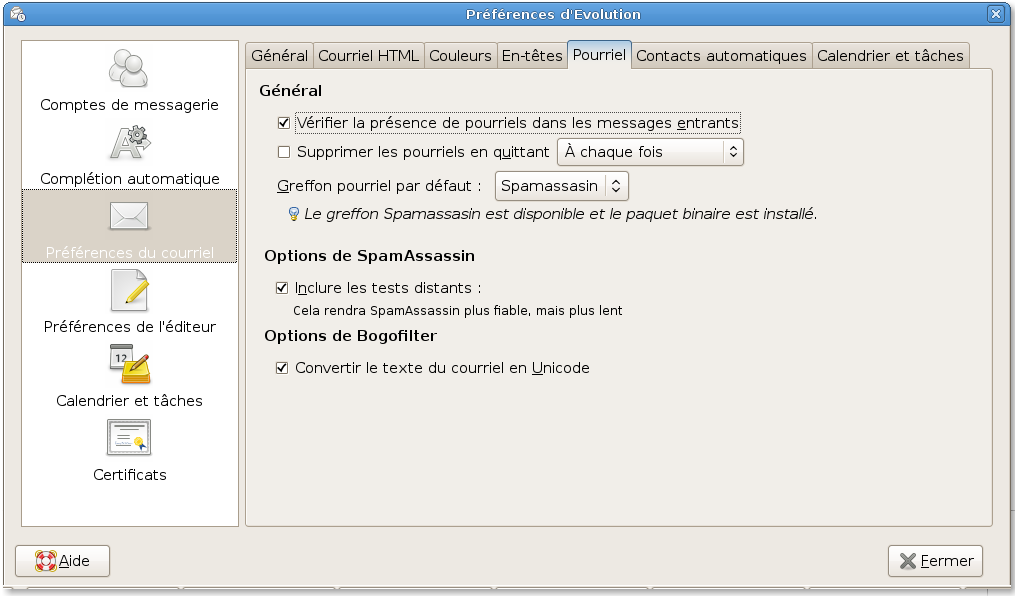 Préférences d'Evolution
Comptes de messagerie
Complétion automatique
Préférences du courriel
Préférences de l'éditeur
12
Calendrier et tâches
Certificats
Général Courriel HTML Couleurs En-têtes Pourriel Contacts automatiques Calendrier et tâches
Général
Vérifier la présence de pourriels dans les messages entrants
Supprimer les pourriels en quittant À chaque fois
Greffon pourriel par défaut : Spamassasin
Le greffon Spamassasin est disponible et le paquet binaire est installé.
Options de SpamAssassin
Inclure les tests distants :
Cela rendra SpamAssassin plus fiable, mais plus lent
Options de Bogofilter
Convertir le texte du courriel en Unicode
Aide Fermer